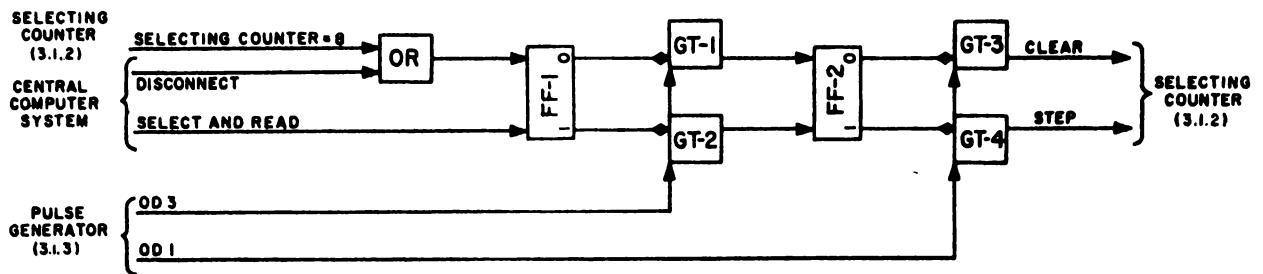 SELECTING
COUNTER
(3.1.2)
SELECTING COUNTER = 8
OR
DISCONNECT
CENTRAL
COMPUTER
SYSTEM
SELECT AND READ
FF-1
0
1
GT-1
GT-2
FF-2
0
1
GT-3
GT-4
CLEAR
STEP
SELECTING
COUNTER
(3.1.2)
PULSE
GENERATOR
(3.1.3)
OD 3
OD 1